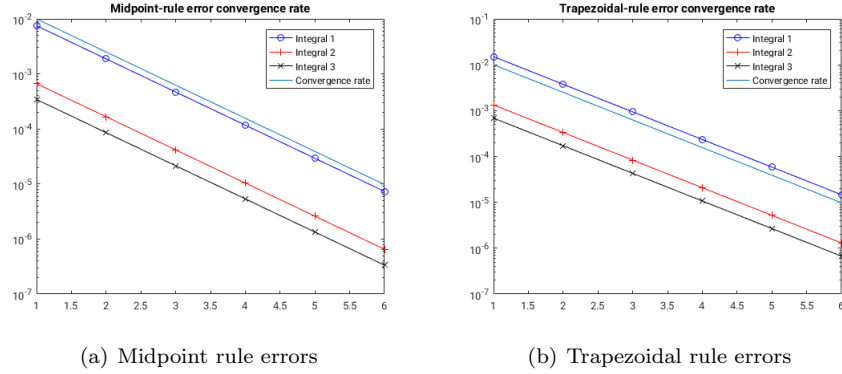 Midpoint-rule error convergence rate
10^-2
10^-3
10^-4
10^-5
10^-6
10^-7
1 1.5 2 2.5 3 3.5 4 4.5 5 5.5 6
Integral 1
Integral 2
Integral 3
Convergence rate
(a) Midpoint rule errors
Trapezoidal-rule error convergence rate
10^-1
10^-2
10^-3
10^-4
10^-5
10^-6
10^-7
1 1.5 2 2.5 3 3.5 4 4.5 5 5.5 6
Integral 1
Integral 2
Integral 3
Convergence rate
(b) Trapezoidal rule errors